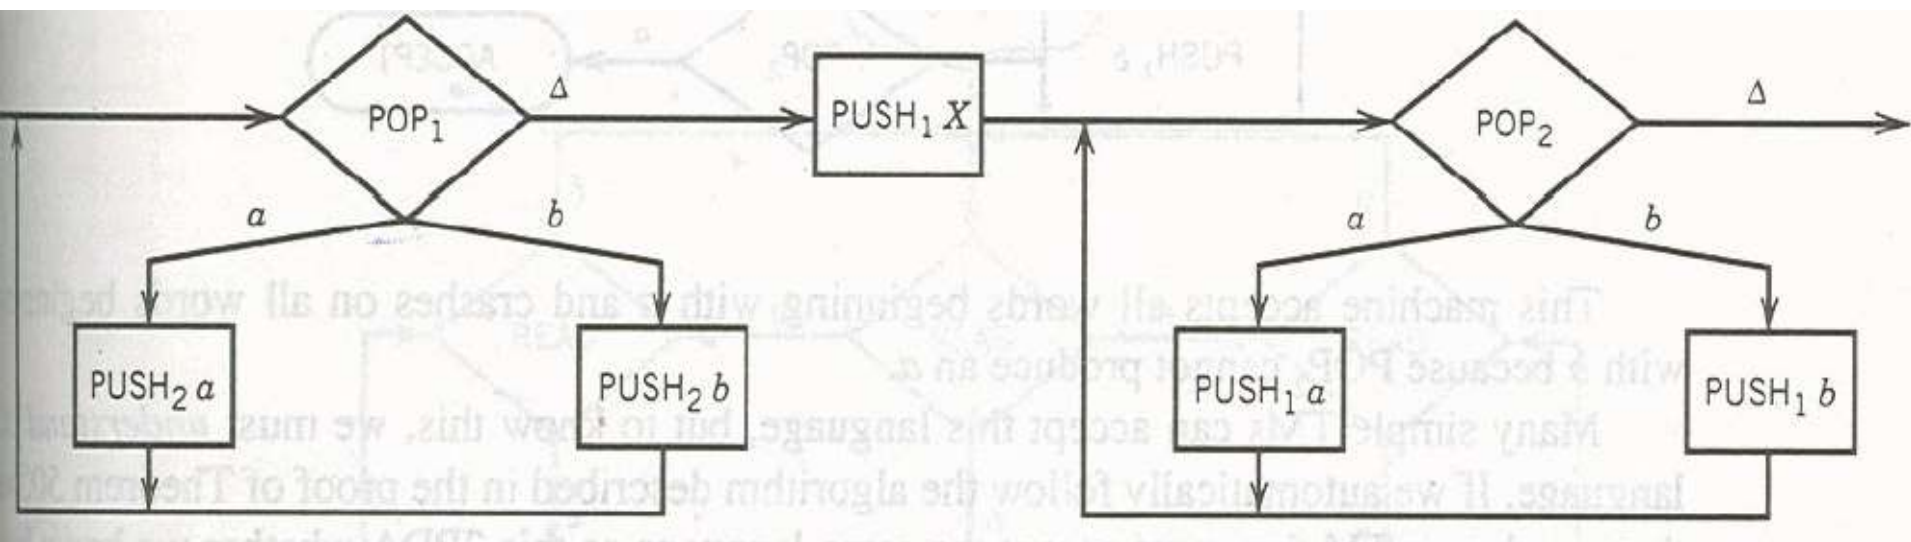 Δ
POP₁
PUSH₁ X
POP₂
Δ
a
b
a
b
PUSH₂ a
PUSH₂ b
PUSH₁ a
PUSH₁ b